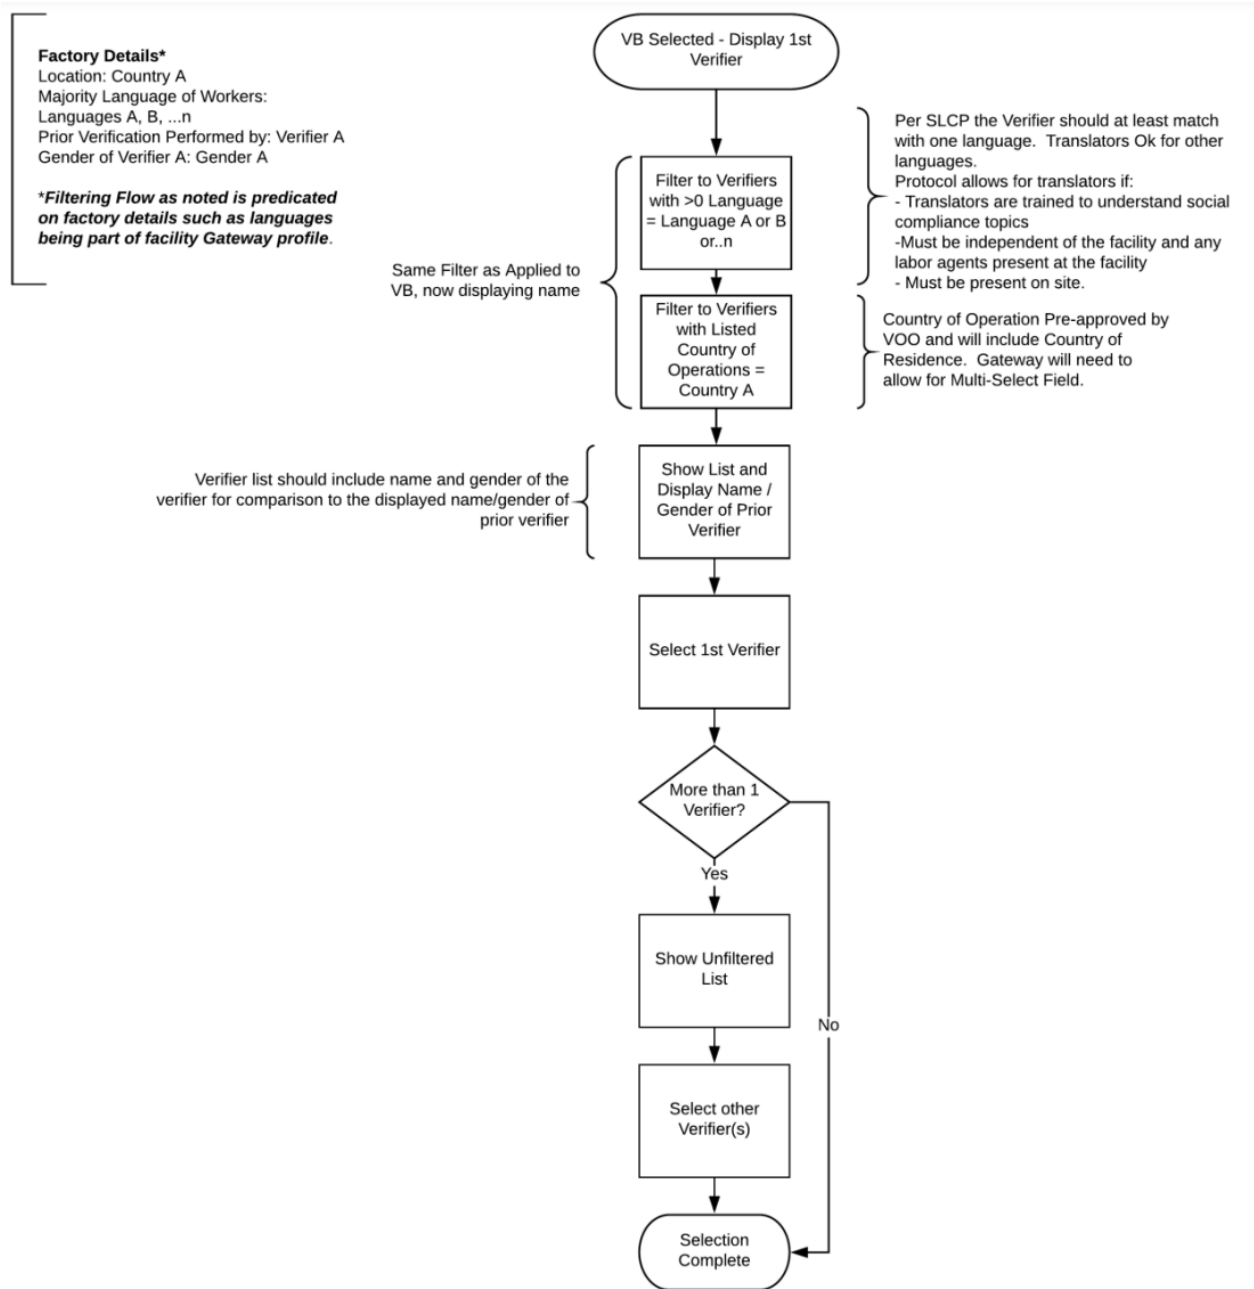 Factory Details*
Location: Country A
Majority Language of Workers:
Languages A, B, ...n
Prior Verification Performed by: Verifier A
Gender of Verifier A: Gender A
*Filtering Flow as noted is predicated
on factory details such as languages
being part of facility Gateway profile.
VB Selected - Display 1st
Verifier
Per SLCP the Verifier should at least match
with one language. Translators Ok for other
languages.
Protocol allows for translators if:
- Translators are trained to understand social
compliance topics
-Must be independent of the facility and any
labor agents present at the facility
- Must be present on site.
Filter to Verifiers
with >0 Language
= Language A or B
or..n
Same Filter as Applied to
VB, now displaying name
Filter to Verifiers
with Listed
Country of
Operations =
Country A
Country of Operation Pre-approved by
VOO and will include Country of
Residence. Gateway will need to
allow for Multi-Select Field.
Verifier list should include name and gender of the
verifier for comparison to the displayed name/gender of
prior verifier
Show List and
Display Name /
Gender of Prior
Verifier
Select 1st Verifier
More than 1
Verifier?
Yes
Show Unfiltered
List
No
Select other
Verifier(s)
Selection
Complete